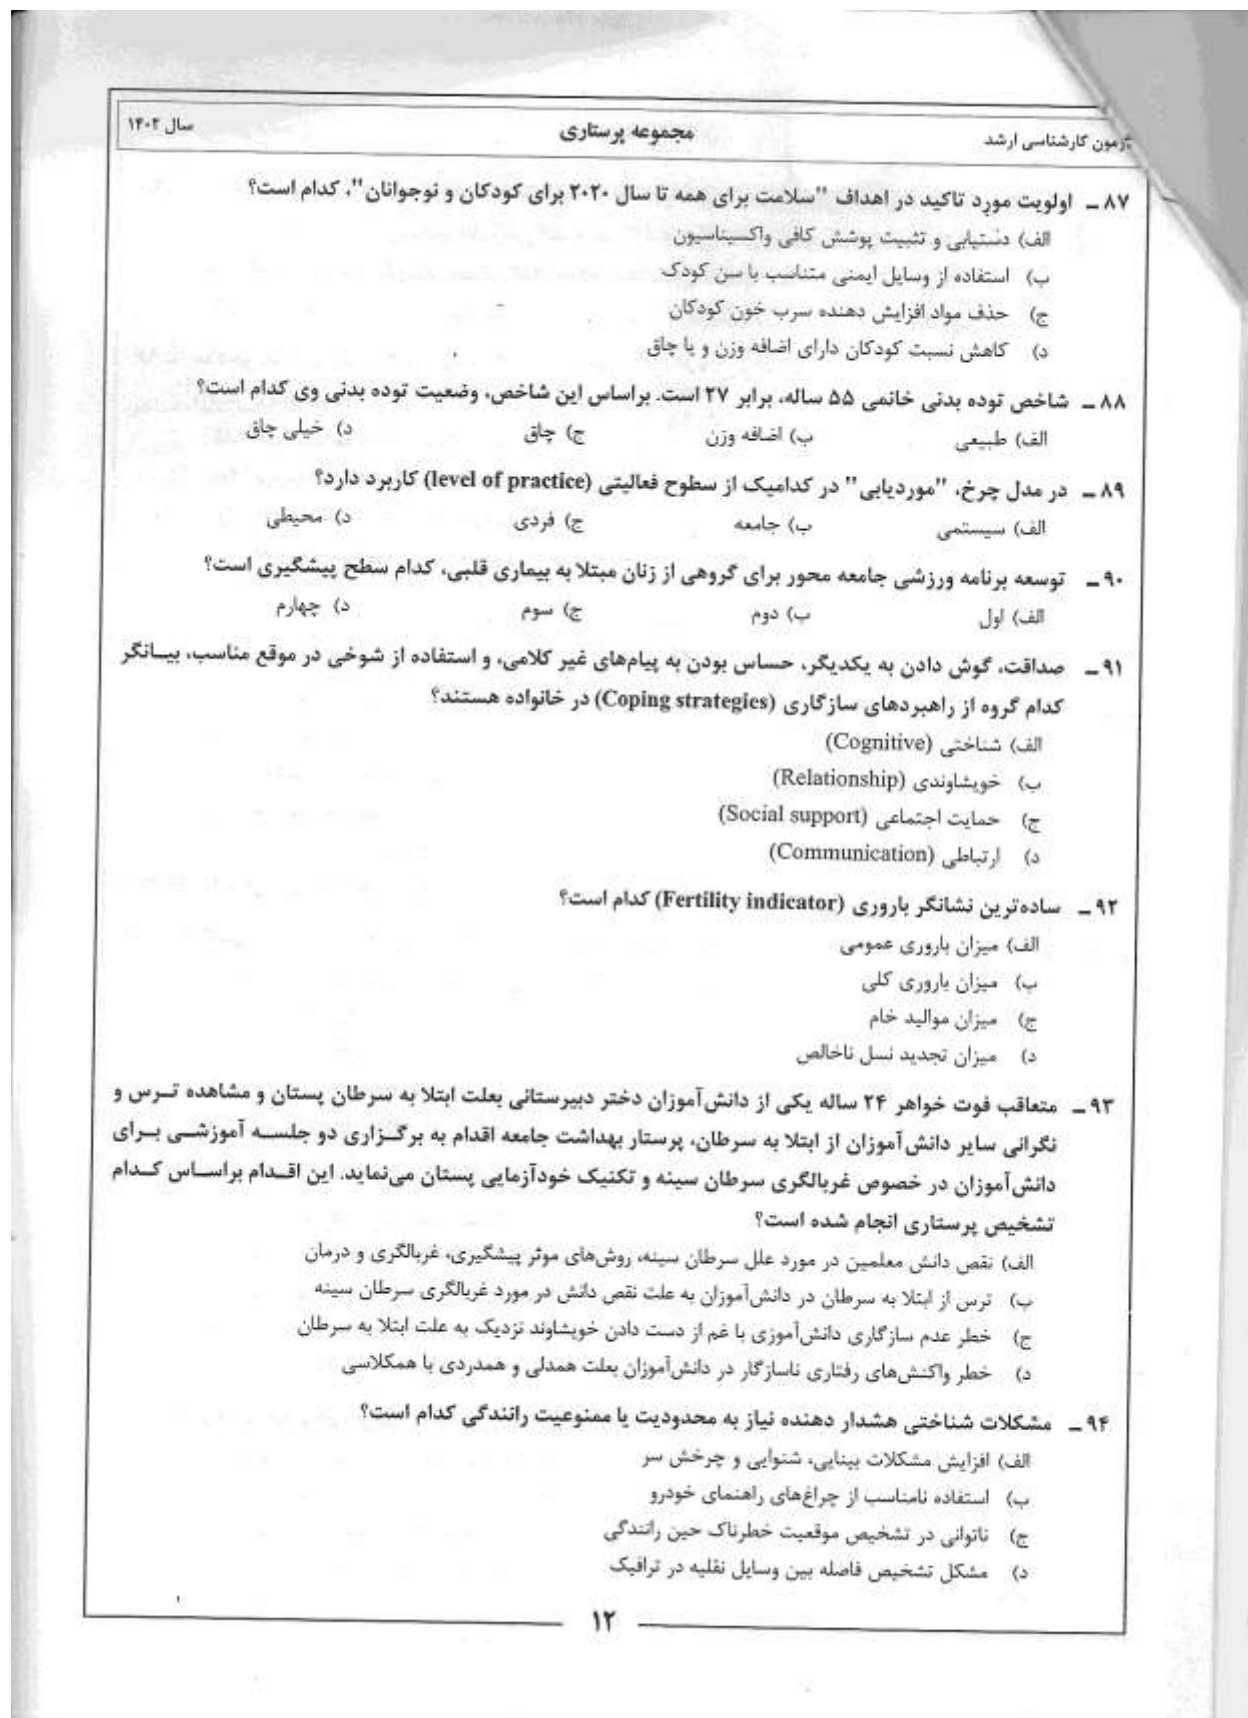 آزمون کارشناسی ارشد
مجموعه پرستاری
سال ۱۴۰۲
۸۷ – اولویت مورد تاکید در اهداف "سلامت برای همه تا سال ۲۰۲۰ برای کودکان و نوجوانان"، کدام است؟
الف) دستیابی و تثبیت پوشش کافی واکسیناسیون
ب) استفاده از وسایل ایمنی متناسب با سن کودک
ج) حذف مواد افزایش دهنده سرب خون کودکان
د) کاهش نسبت کودکان دارای اضافه وزن و یا چاق
۸۸ – شاخص توده بدنی خانمی ۵۵ ساله، برابر ۲۷ است. براساس این شاخص، وضعیت توده بدنی وی کدام است؟
الف) طبیعی ب) اضافه وزن ج) چاق د) خیلی چاق
۸۹ – در مدل چرخ، "موردیابی" در کدامیک از سطوح فعالیتی (level of practice) کاربرد دارد؟
الف) سیستمی ب) جامعه ج) فردی د) محیطی
۹۰ – توسعه برنامه ورزشی جامعه محور برای گروهی از زنان مبتلا به بیماری قلبی، کدام سطح پیشگیری است؟
الف) اول ب) دوم ج) سوم د) چهارم
۹۱ – صداقت، گوش دادن به یکدیگر، حساس بودن به پیام‌های غیر کلامی، و استفاده از شوخی در موقع مناسب، بیـانگر
کدام گروه از راهبردهای سازگاری (Coping strategies) در خانواده هستند؟
الف) شناختی (Cognitive)
ب) خویشاوندی (Relationship)
ج) حمایت اجتماعی (Social support)
د) ارتباطی (Communication)
۹۲ – ساده‌ترین نشانگر باروری (Fertility indicator) کدام است؟
الف) میزان باروری عمومی
ب) میزان باروری کلی
ج) میزان موالید خام
د) میزان تجدید نسل ناخالص
۹۳ – متعاقب فوت خواهر ۲۴ ساله یکی از دانش‌آموزان دختر دبیرستانی بعلت ابتلا به سرطان پستان و مشاهده تـرس و
نگرانی سایر دانش‌آموزان از ابتلا به سرطان، پرستار بهداشت جامعه اقدام به برگـزاری دو جلسـه آموزشـی بـرای
دانش‌آموزان در خصوص غربالگری سرطان سینه و تکنیک خودآزمایی پستان می‌نماید. این اقـدام براسـاس کـدام
تشخیص پرستاری انجام شده است؟
الف) نقص دانش معلمین در مورد علل سرطان سینه، روش‌های موثر پیشگیری، غربالگری و درمان
ب) ترس از ابتلا به سرطان در دانش‌آموزان به علت نقص دانش در مورد غربالگری سرطان سینه
ج) خطر عدم سازگاری دانش‌آموزی با غم از دست دادن خویشاوند نزدیک به علت ابتلا به سرطان
د) خطر واکنش‌های رفتاری ناسازگار در دانش‌آموزان بعلت همدلی و همدردی با همکلاسی
۹۴ – مشکلات شناختی هشدار دهنده نیاز به محدودیت یا ممنوعیت رانندگی کدام است؟
الف) افزایش مشکلات بینایی، شنوایی و چرخش سر
ب) استفاده نامناسب از چراغ‌های راهنمای خودرو
ج) ناتوانی در تشخیص موقعیت خطرناک حین رانندگی
د) مشکل تشخیص فاصله بین وسایل نقلیه در ترافیک
۱۲